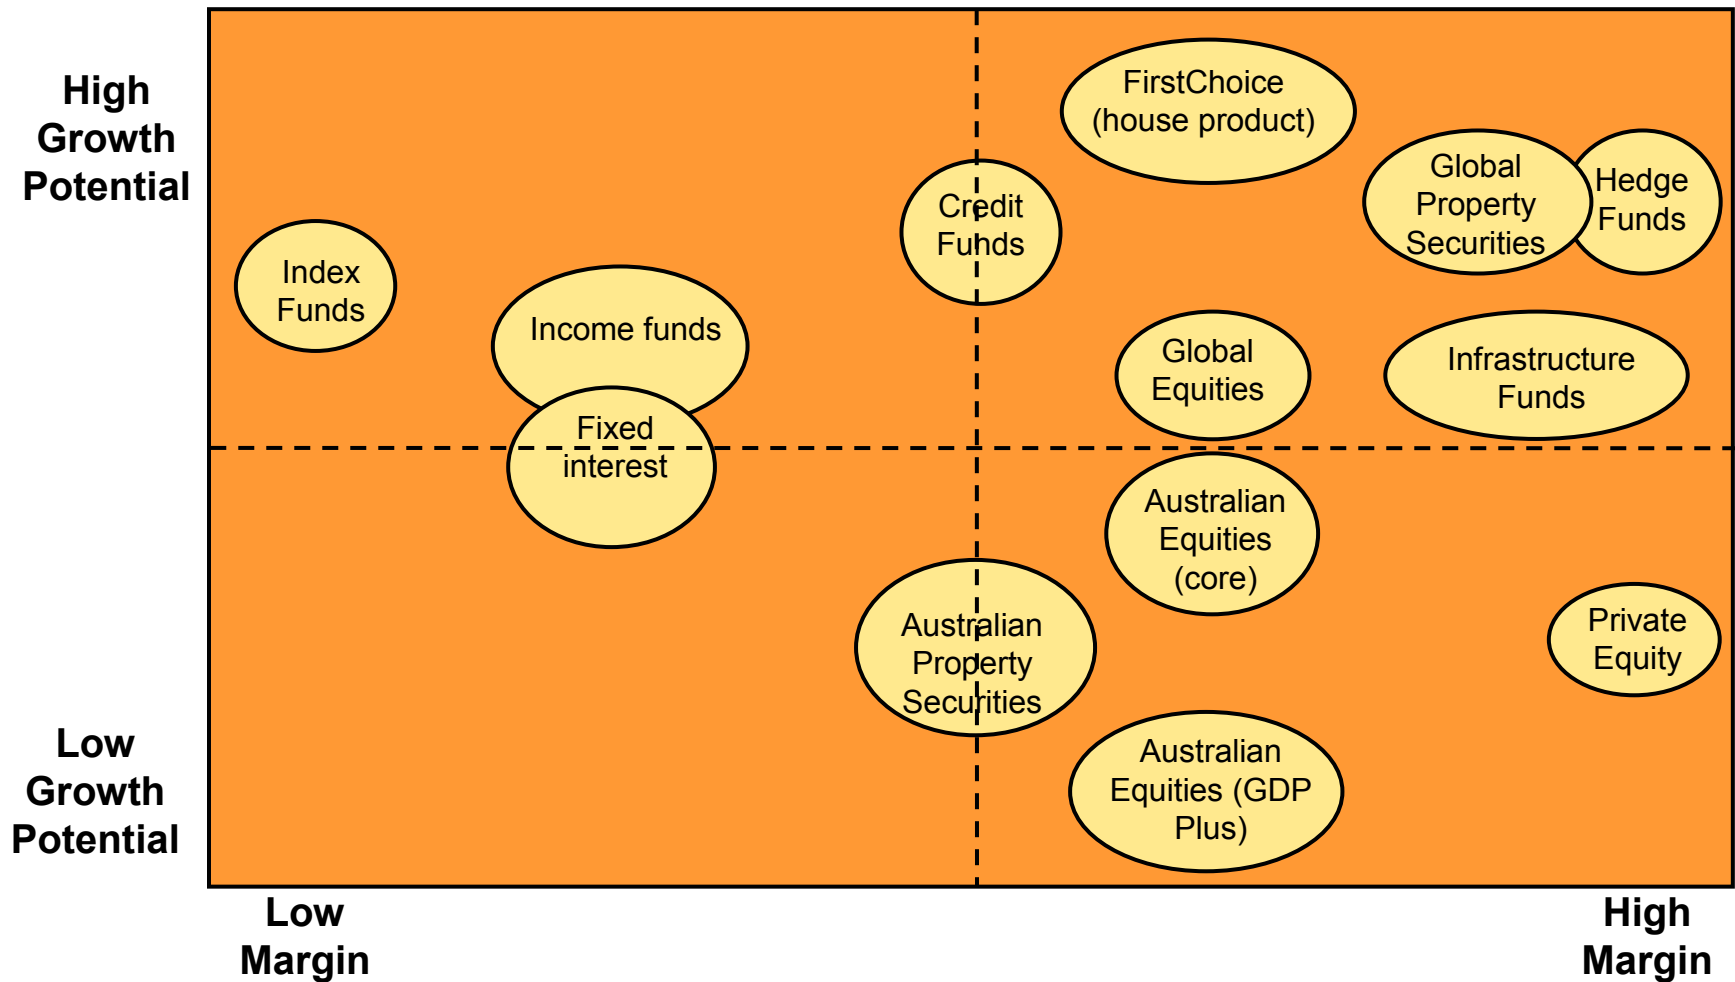 High
Growth
Potential
FirstChoice
(house product)
Global
Property
Securities
Hedge
Funds
Credit
Funds
Index
Funds
Income funds
Global
Equities
Infrastructure
Funds
Fixed
interest
Australian
Equities
(core)
Australian
Property
Securities
Private
Equity
Australian
Equities (GDP
Plus)
Low
Growth
Potential
Low
Margin
High
Margin